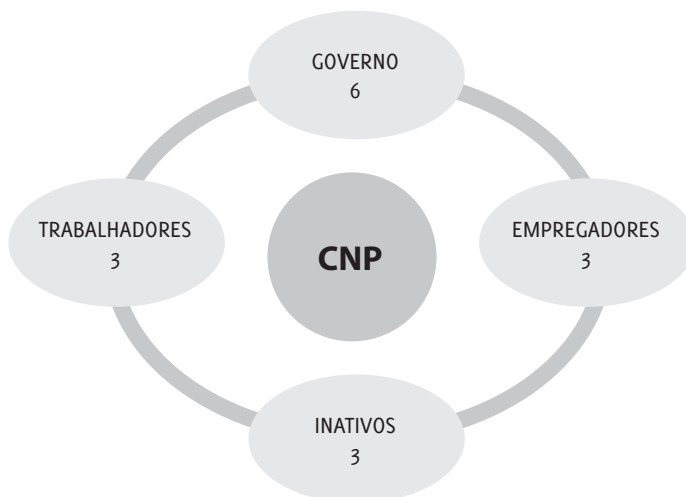 GOVERNO
6
TRABALHADORES
3
CNP
EMPREGADORES
3
INATIVOS
3